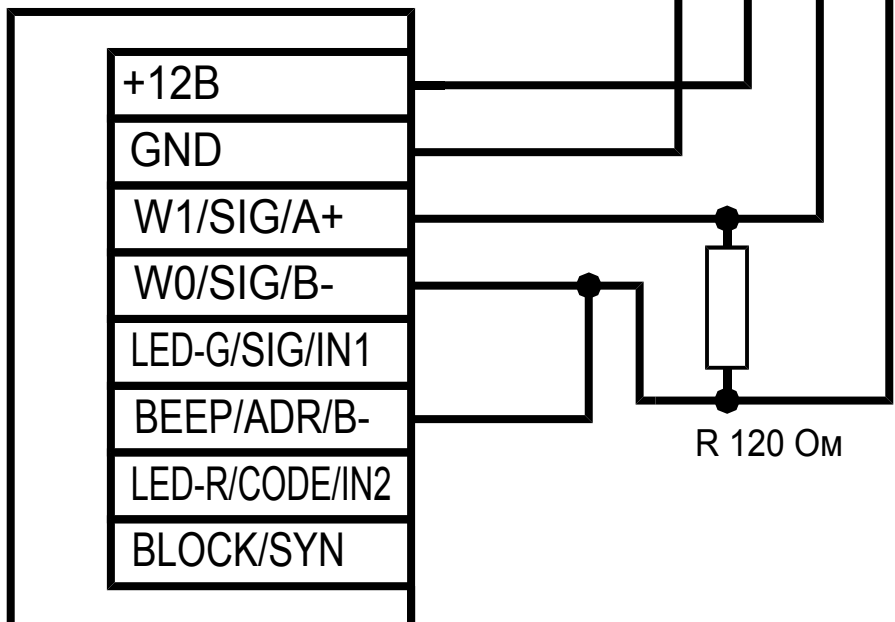 +12В
GND
W1/SIG/A+
W0/SIG/B-
LED-G/SIG/IN1
BEEP/ADR/B-
LED-R/CODE/IN2
BLOCK/SYN
R 120 Ом